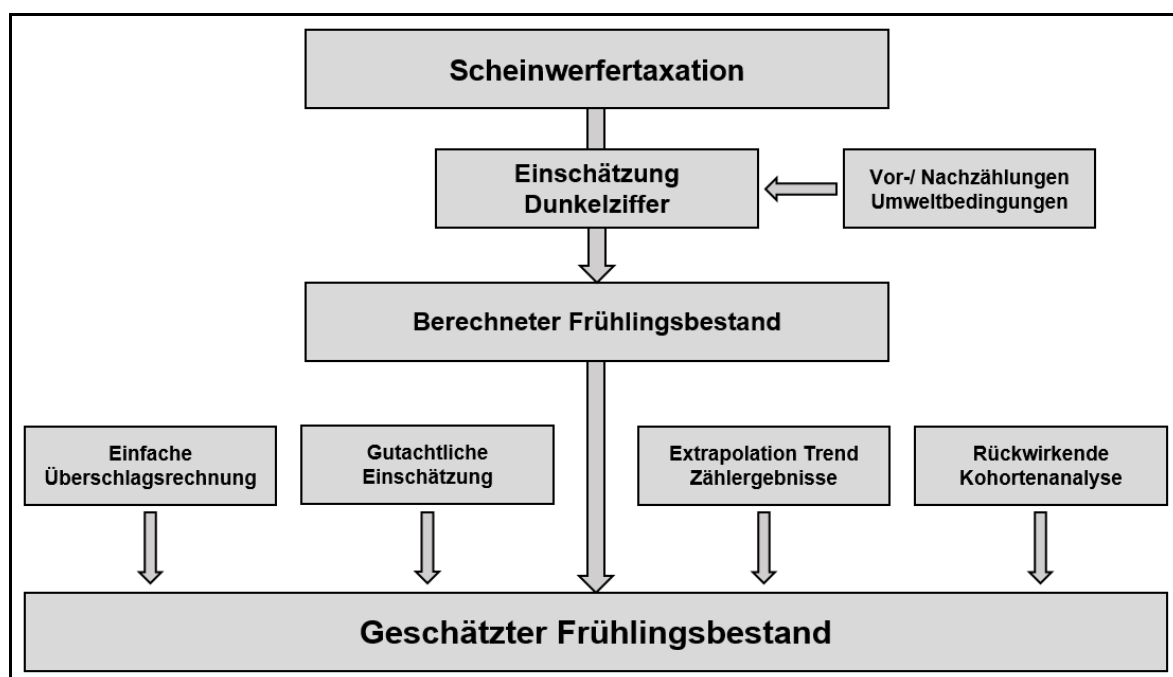 Scheinwerfertaxation
Einschätzung
Dunkelziffer
Vor-/ Nachzählungen
Umweltbedingungen
Berechneter Frühlingsbestand
Einfache
Überschlagsrechnung
Gutachtliche
Einschätzung
Extrapolation Trend
Zählergebnisse
Rückwirkende
Kohortenanalyse
Geschätzter Frühlingsbestand